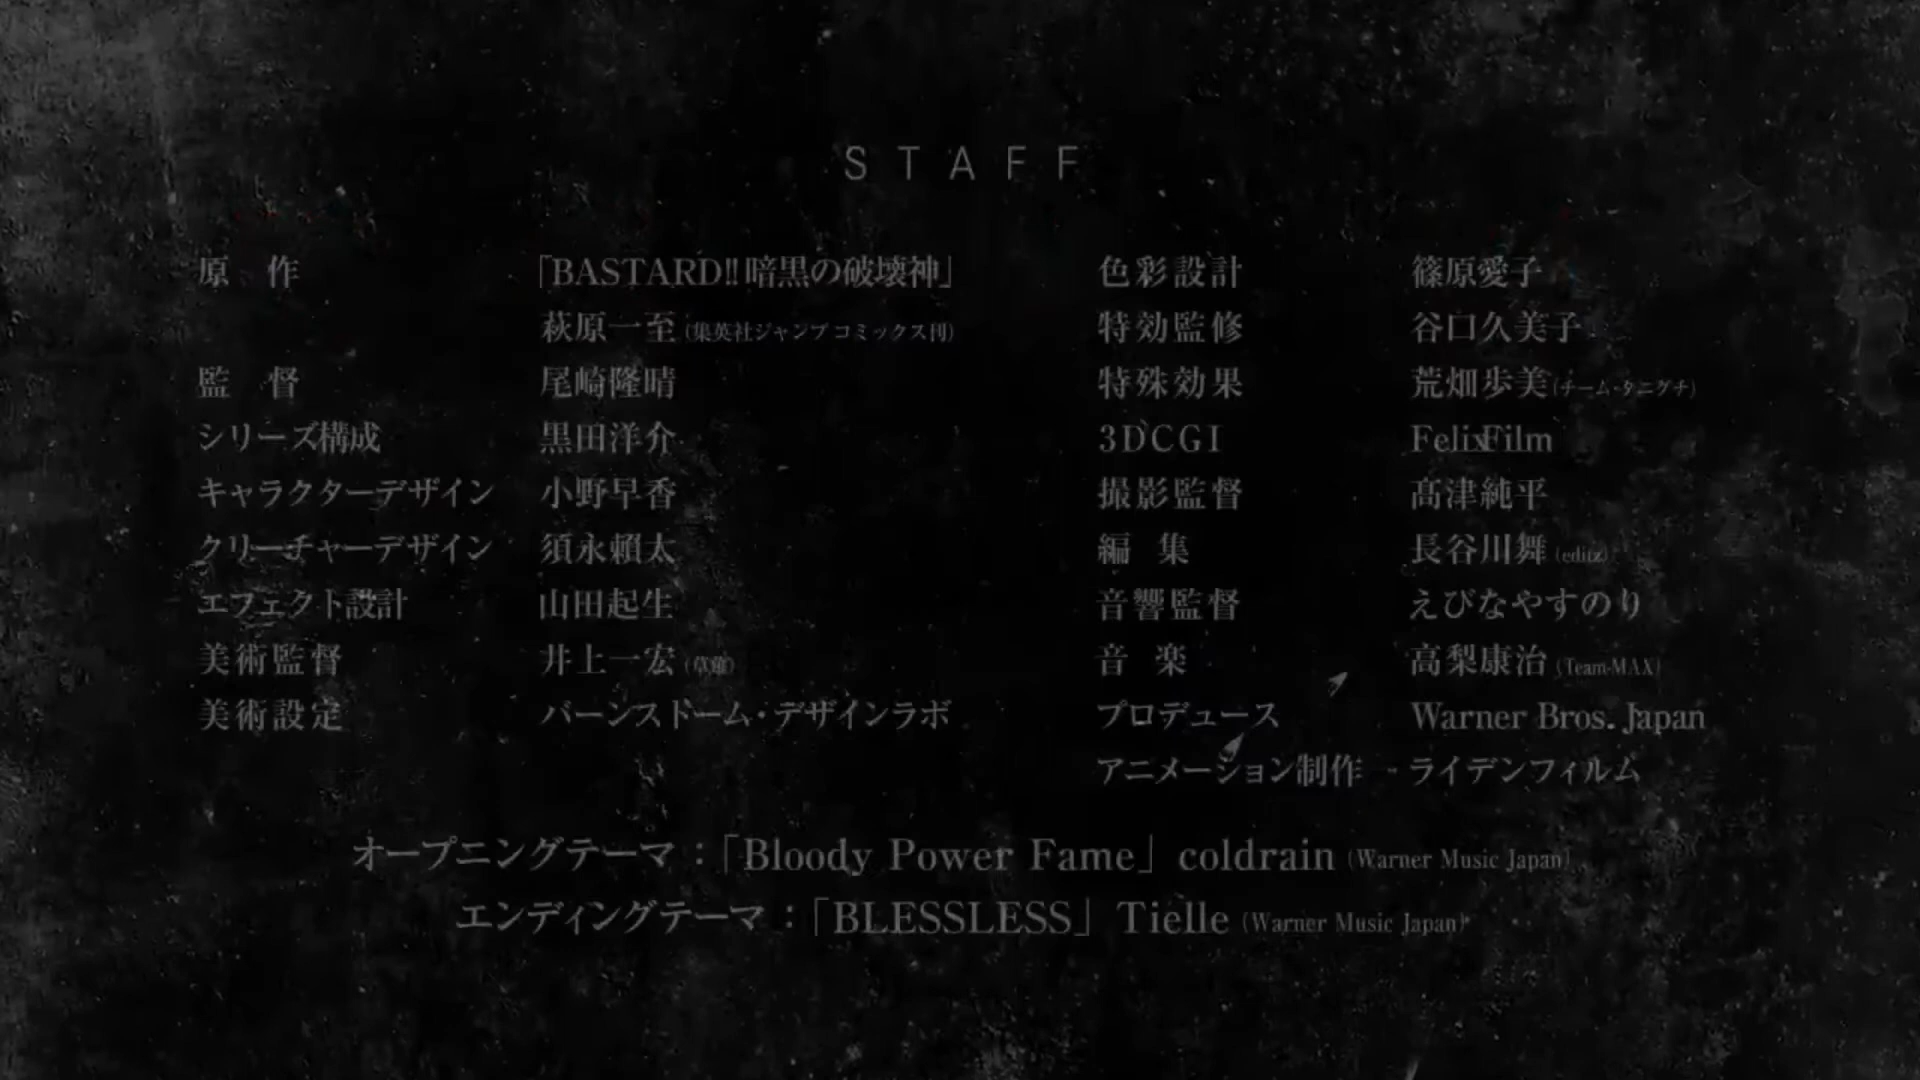 STAFF
原作 「BASTARD!! 暗黒の破壊神」
萩原一至 (集英社ジャンプ コミックス刊)
監督 尾崎隆晴
シリーズ構成 黒田洋介
キャラクターデザイン 小野早香
クリーチャーデザイン 須永頼太
エフェクト設計 山田起生
美術監督 井上一宏 (草薙)
美術設定 バーンストーム・デザインラボ
色彩設計 篠原愛子
特効監修 谷口久美子
特殊効果 荒畑歩美 (チーム・タニグチ)
3DCGI FelixFilm
撮影監督 髙津純平
編集 長谷川舞 (editz)
音響監督 えびなやすのり
音楽 高梨康治 (Team-MAX)
プロデュース Warner Bros. Japan
アニメーション制作 ライデンフィルム
オープニングテーマ：「Bloody Power Fame」 coldrain (Warner Music Japan)
エンディングテーマ：「BLESSLESS」 Tielle (Warner Music Japan)